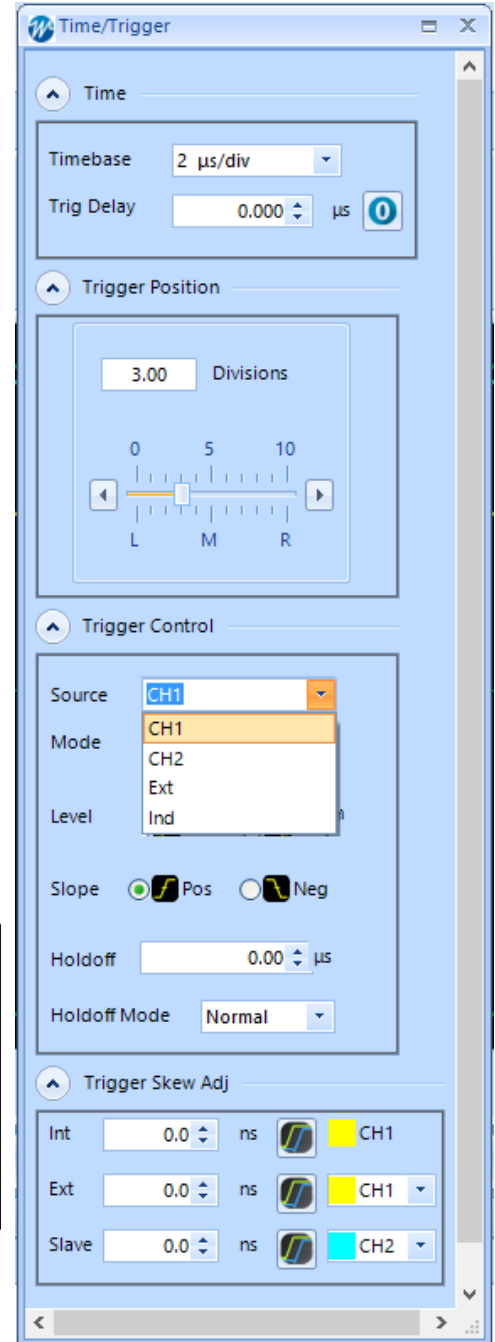 Time/Trigger
Time
Timebase 2 µs/div
Trig Delay 0.000 µs 0
Trigger Position
3.00 Divisions
0 5 10
L M R
Trigger Control
Source CH1
CH1
Mode
CH2
Ext
Level
Ind
Slope Pos Neg
Holdoff 0.00 µs
Holdoff Mode Normal
Trigger Skew Adj
Int 0.0 ns CH1
Ext 0.0 ns CH1
Slave 0.0 ns CH2